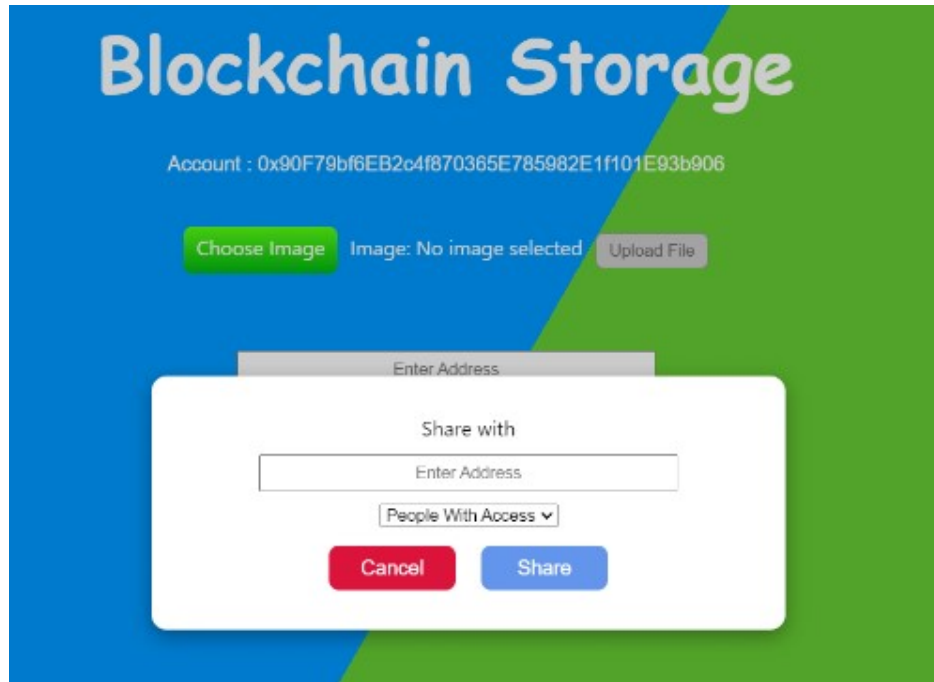 Blockchain Storage
Account : 0x90F79bf6EB2c4f870365E785982E1f101E93b906
Choose Image Image: No image selected Upload File
Enter Address
Share with
Enter Address
People With Access
Cancel Share